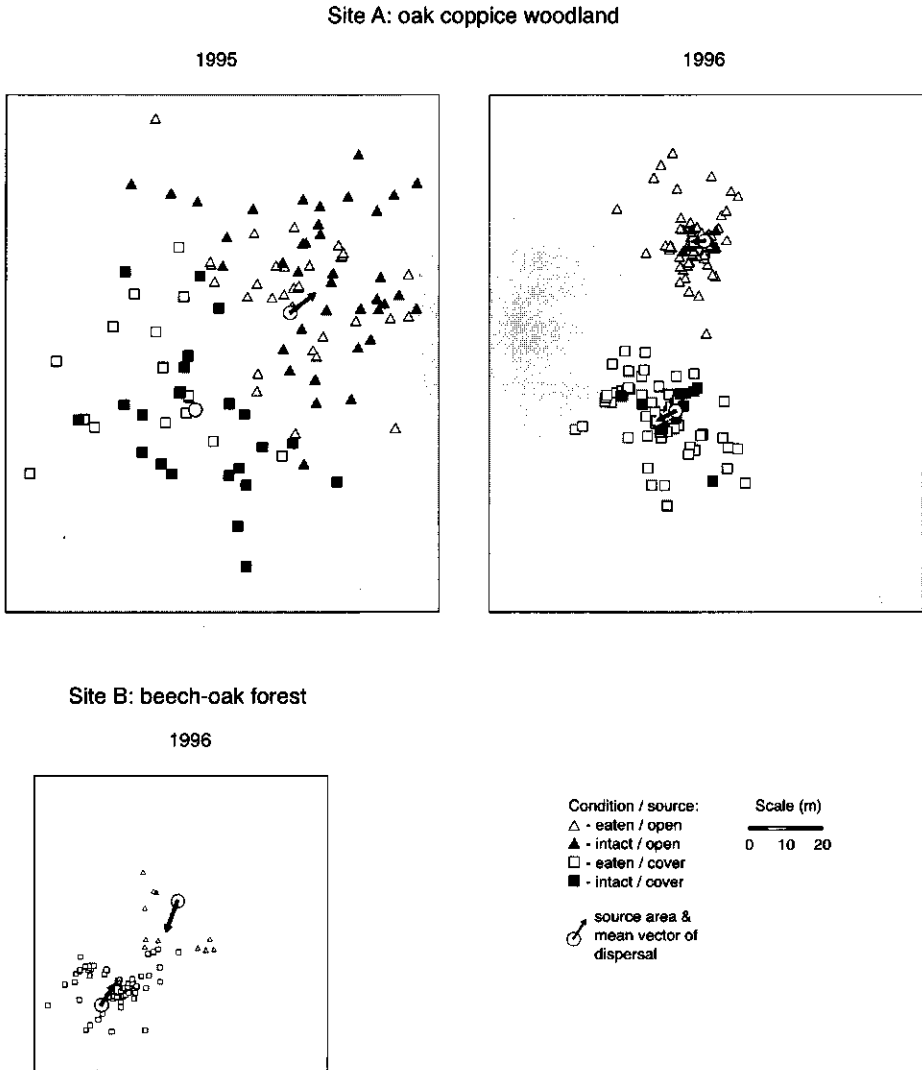 Site A: oak coppice woodland
1995
1996
Site B: beech-oak forest
1996
Condition / source:
△ - eaten / open
▲ - intact / open
□ - eaten / cover
■ - intact / cover
source area &
mean vector of
dispersal
Scale (m)
0 10 20